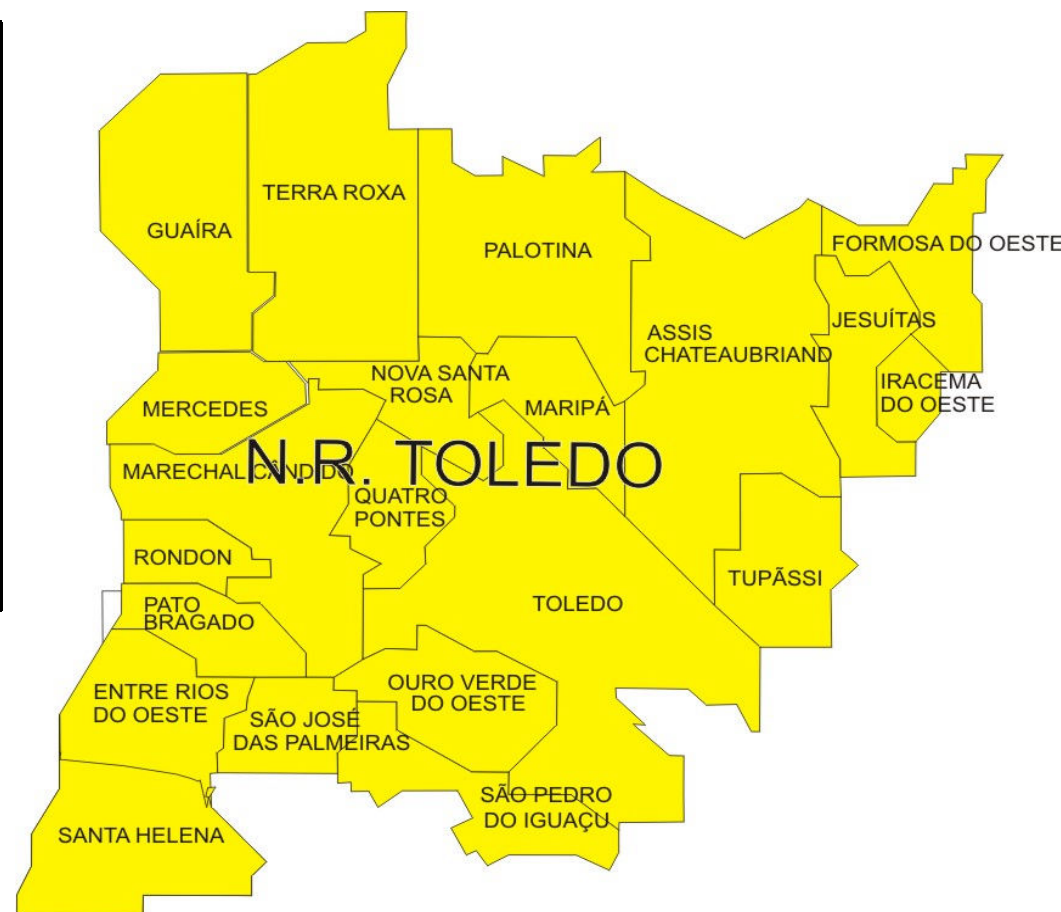 TERRA ROXA
GUAÍRA
PALOTINA
FORMOSA DO OESTE
JESUÍTAS
ASSIS
CHATEAUBRIAND
NOVA SANTA
ROSA
IRACEMA
DO OESTE
MERCEDES
MARIPÁ
N.R. TOLEDO
MARECHAL CÂNDIDO
QUATRO
PONTES
RONDON
TUPÃSSI
TOLEDO
PATO
BRAGADO
OURO VERDE
DO OESTE
ENTRE RIOS
DO OESTE
SÃO JOSÉ
DAS PALMEIRAS
SÃO PEDRO
DO IGUAÇU
SANTA HELENA